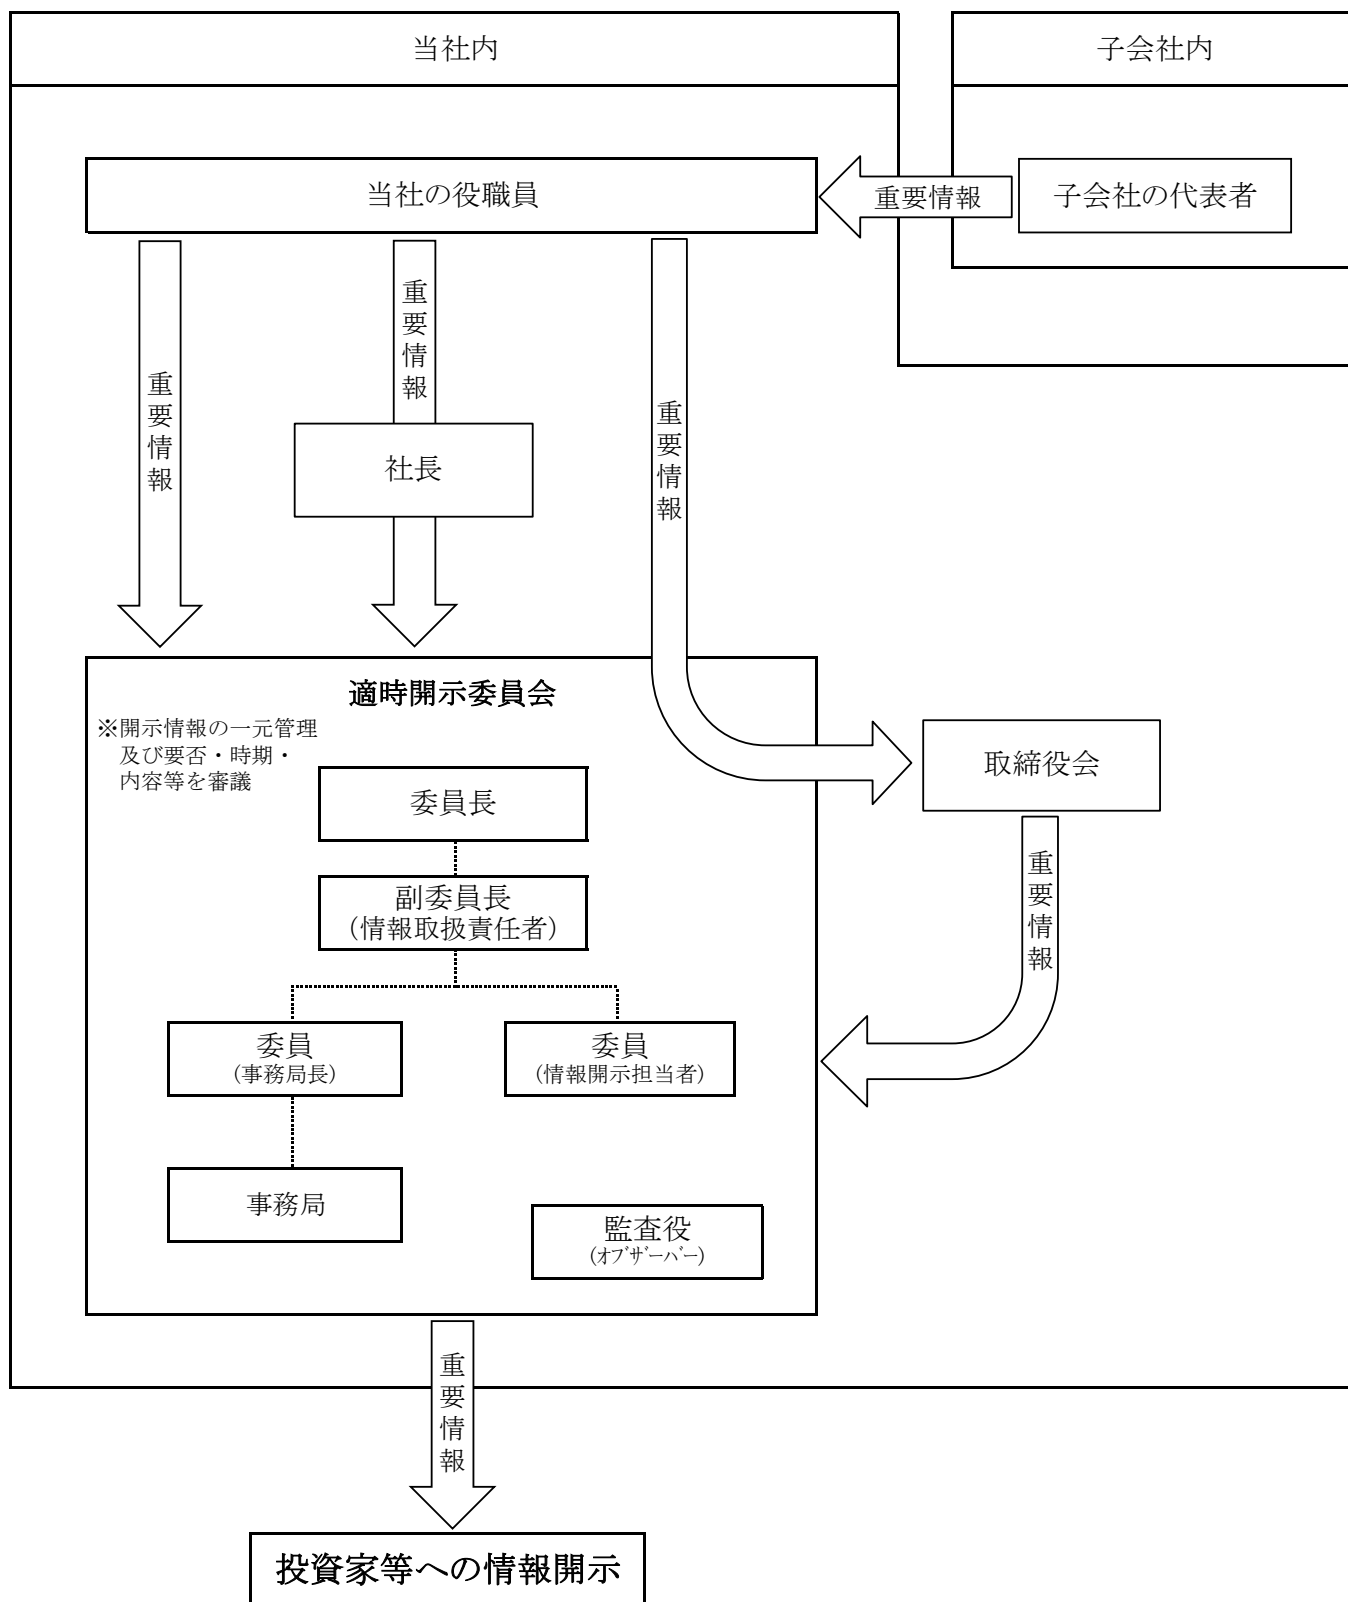 当社内
子会社内
当社の役職員
重要情報
子会社の代表者
重要情報
重要情報
重要情報
社長
適時開示委員会
※開示情報の一元管理
及び要否・時期・
内容等を審議
委員長
取締役会
副委員長
（情報取扱責任者）
重要情報
委員
（事務局長）
委員
（情報開示担当者）
事務局
監査役
（ｵﾌﾞｻﾞｰﾊﾞｰ）
重要情報
投資家等への情報開示